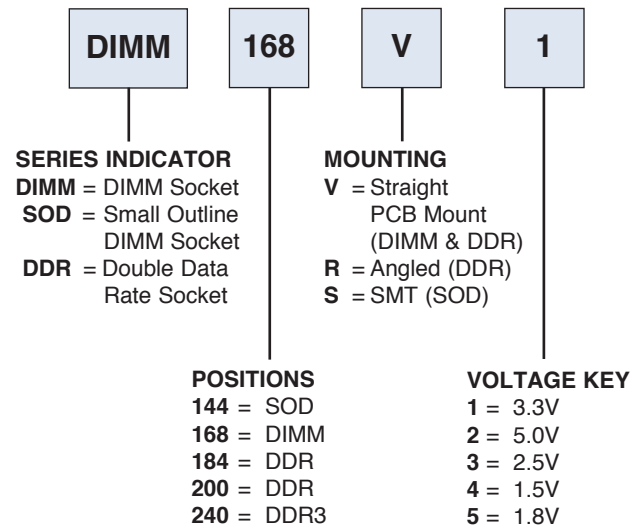 DIMM 168 V 1
SERIES INDICATOR
DIMM = DIMM Socket
SOD = Small Outline
DIMM Socket
DDR = Double Data
Rate Socket
MOUNTING
V = Straight
PCB Mount
(DIMM & DDR)
R = Angled (DDR)
S = SMT (SOD)
POSITIONS
144 = SOD
168 = DIMM
184 = DDR
200 = DDR
240 = DDR3
VOLTAGE KEY
1 = 3.3V
2 = 5.0V
3 = 2.5V
4 = 1.5V
5 = 1.8V